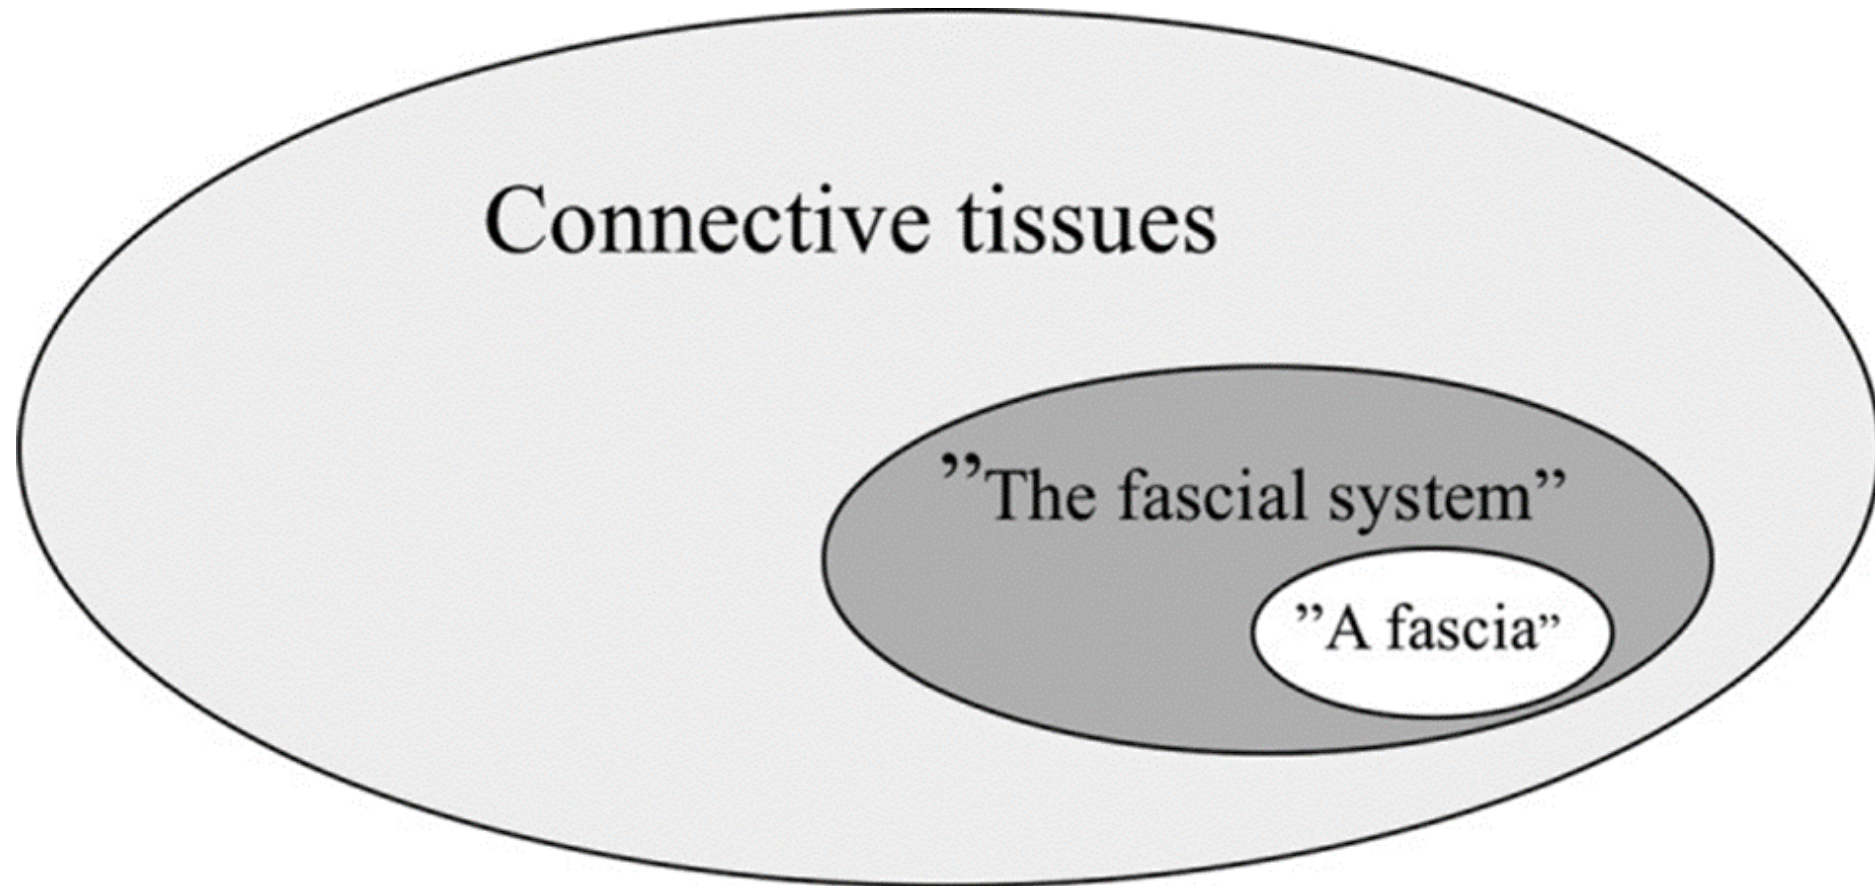 Connective tissues
”The fascial system”
”A fascia”